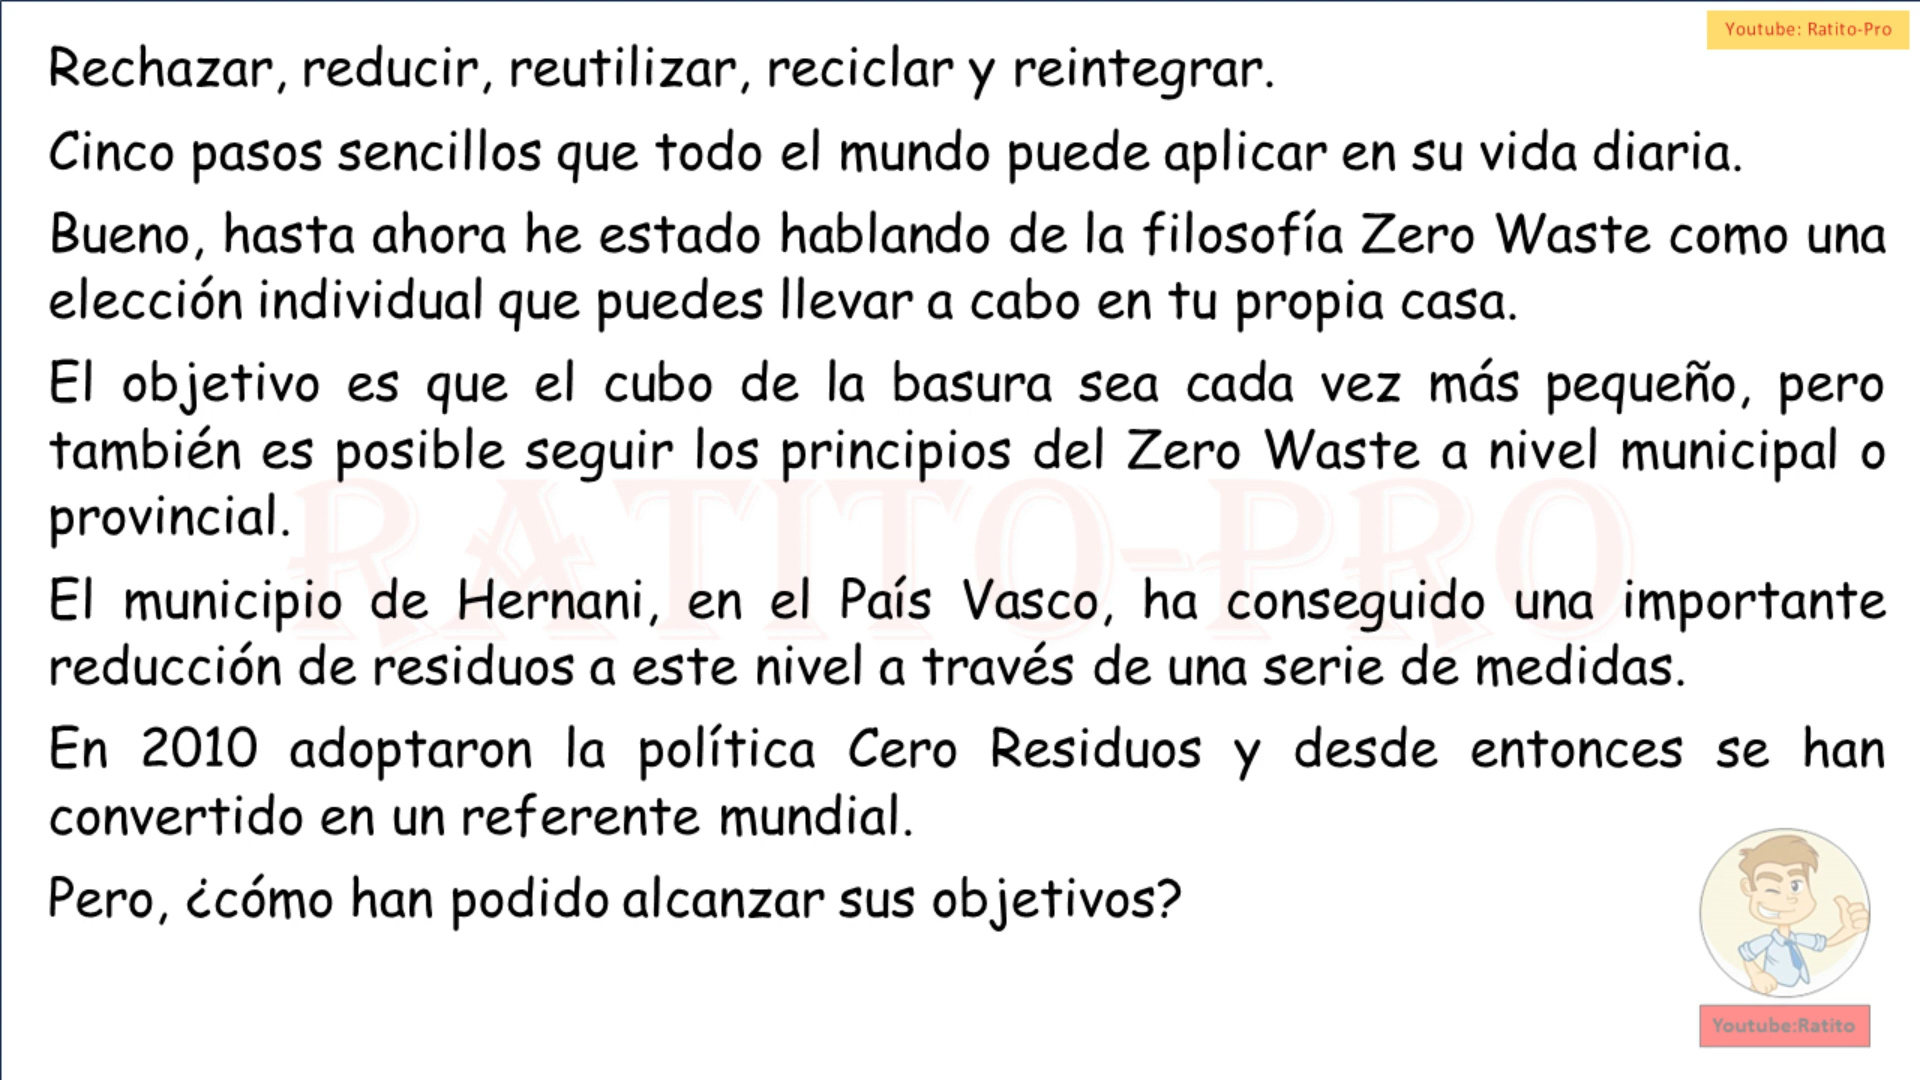 Youtube: Ratito-Pro
Rechazar, reducir, reutilizar, reciclar y reintegrar.
Cinco pasos sencillos que todo el mundo puede aplicar en su vida diaria.
Bueno, hasta ahora he estado hablando de la filosofía Zero Waste como una
elección individual que puedes llevar a cabo en tu propia casa.
El objetivo es que el cubo de la basura sea cada vez más pequeño, pero
también es posible seguir los principios del Zero Waste a nivel municipal o
provincial.
RATITO-PRO
El municipio de Hernani, en el País Vasco, ha conseguido una importante
reducción de residuos a este nivel a través de una serie de medidas.
En 2010 adoptaron la política Cero Residuos y desde entonces se han
convertido en un referente mundial.
Pero, ¿cómo han podido alcanzar sus objetivos?
Youtube:Ratito